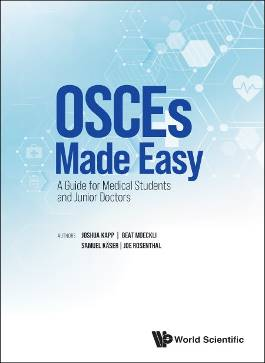 OSCEs
Made Easy
A Guide for Medical Students
and Junior Doctors
AUTHORS JOSHUA KAPP | BEAT MOECKLI
SAMUEL KÄSER | JOE ROSENTHAL
World Scientific